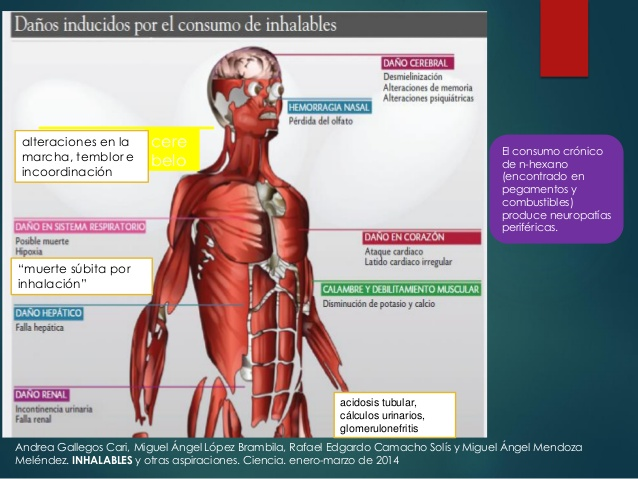 Daños inducidos por el consumo de inhalables
DAÑO CEREBRAL
Desmielinización
Alteraciones de memoria
Alteraciones psiquiátricas
HEMORRAGIA NASAL
Pérdida del olfato
alteraciones en la
marcha, temblor e
incoordinación
cere
belo
El consumo crónico
de n-hexano
(encontrado en
pegamentos y
combustibles)
produce neuropatías
periféricas.
DAÑO EN SISTEMA RESPIRATORIO
Posible muerte
Hipoxia
“muerte súbita por
inhalación”
DAÑO EN CORAZÓN
Ataque cardiaco
Latido cardiaco irregular
CALAMBRE Y DEBILITAMIENTO MUSCULAR
Disminución de potasio y calcio
DAÑO HEPÁTICO
Falla hepática
DAÑO RENAL
Incontinencia urinaria
Falla renal
acidosis tubular,
cálculos urinarios,
glomerulonefritis
Andrea Gallegos Cari, Miguel Ángel López Brambila, Rafael Edgardo Camacho Solís y Miguel Ángel Mendoza
Meléndez. INHALABLES y otras aspiraciones. Ciencia. enero-marzo de 2014